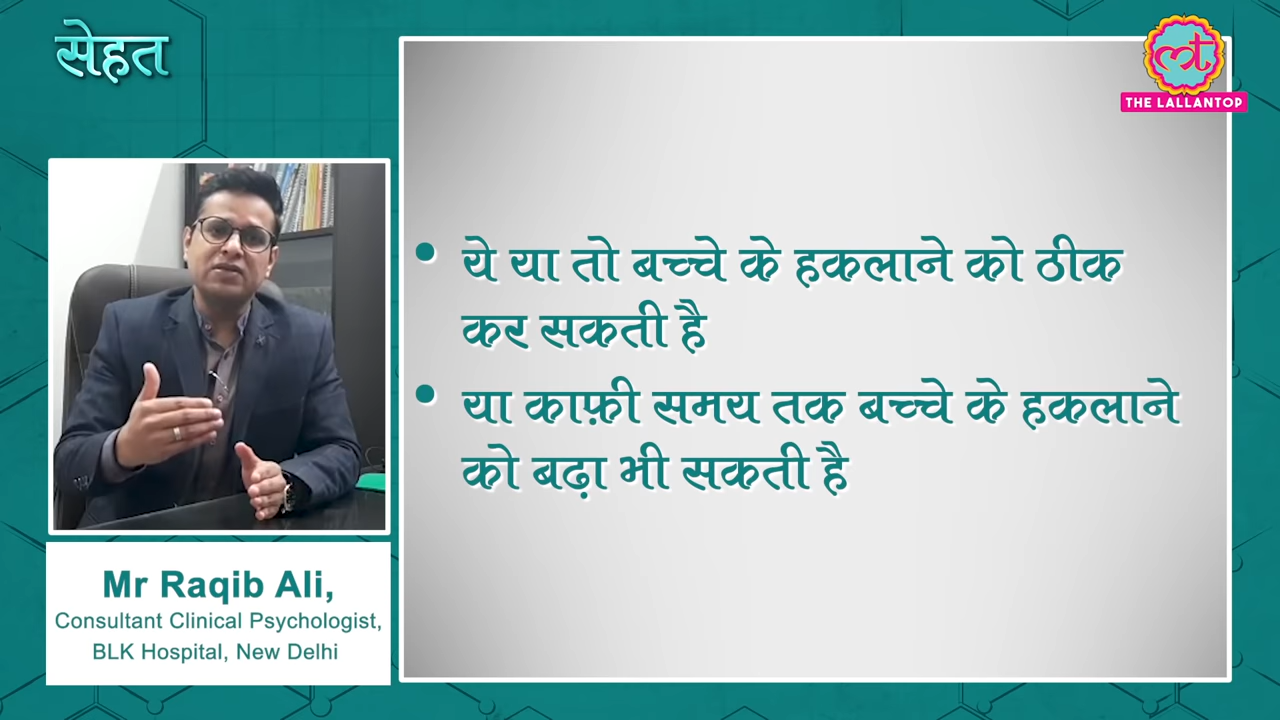 सेहत
THE LALLANTOP
• ये या तो बच्चे के हकलाने को ठीक
कर सकती है
• या काफ़ी समय तक बच्चे के हकलाने
को बढ़ा भी सकती है
Mr Raqib Ali,
Consultant Clinical Psychologist,
BLK Hospital, New Delhi